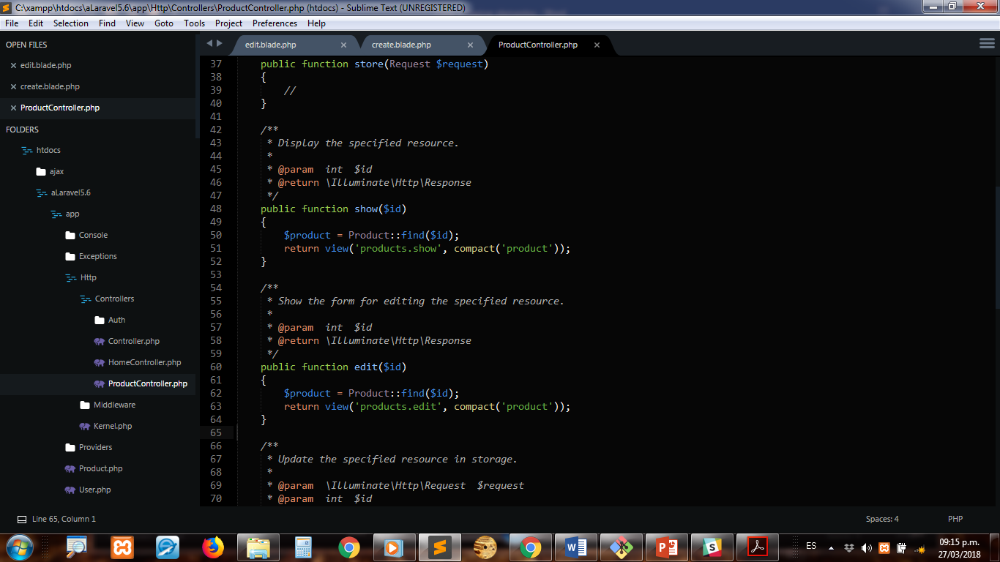 C:\xampp\htdocs\aLaravel5.6\app\Http\Controllers\ProductController.php (htdocs) - Sublime Text (UNREGISTERED)
File Edit Selection Find View Goto Tools Project Preferences Help
OPEN FILES
edit.blade.php
create.blade.php
ProductController.php
FOLDERS
htdocs
ajax
aLaravel5.6
app
Console
Exceptions
Http
Controllers
Auth
Controller.php
HomeController.php
ProductController.php
Middleware
Kernel.php
Providers
Product.php
User.php
edit.blade.php × create.blade.php × ProductController.php ×
37 public function store(Request $request)
38 {
39 //
40 }
41
42 /**
43 * Display the specified resource.
44 *
45 * @param int $id
46 * @return \Illuminate\Http\Response
47 */
48 public function show($id)
49 {
50 $product = Product::find($id);
51 return view('products.show', compact('product'));
52 }
53
54 /**
55 * Show the form for editing the specified resource.
56 *
57 * @param int $id
58 * @return \Illuminate\Http\Response
59 */
60 public function edit($id)
61 {
62 $product = Product::find($id);
63 return view('products.edit', compact('product'));
64 }
65
66 /**
67 * Update the specified resource in storage.
68 *
69 * @param \Illuminate\Http\Request $request
70 * @param int $id
Line 65, Column 1 Spaces: 4 PHP
ES 09:15 p.m.
27/03/2018